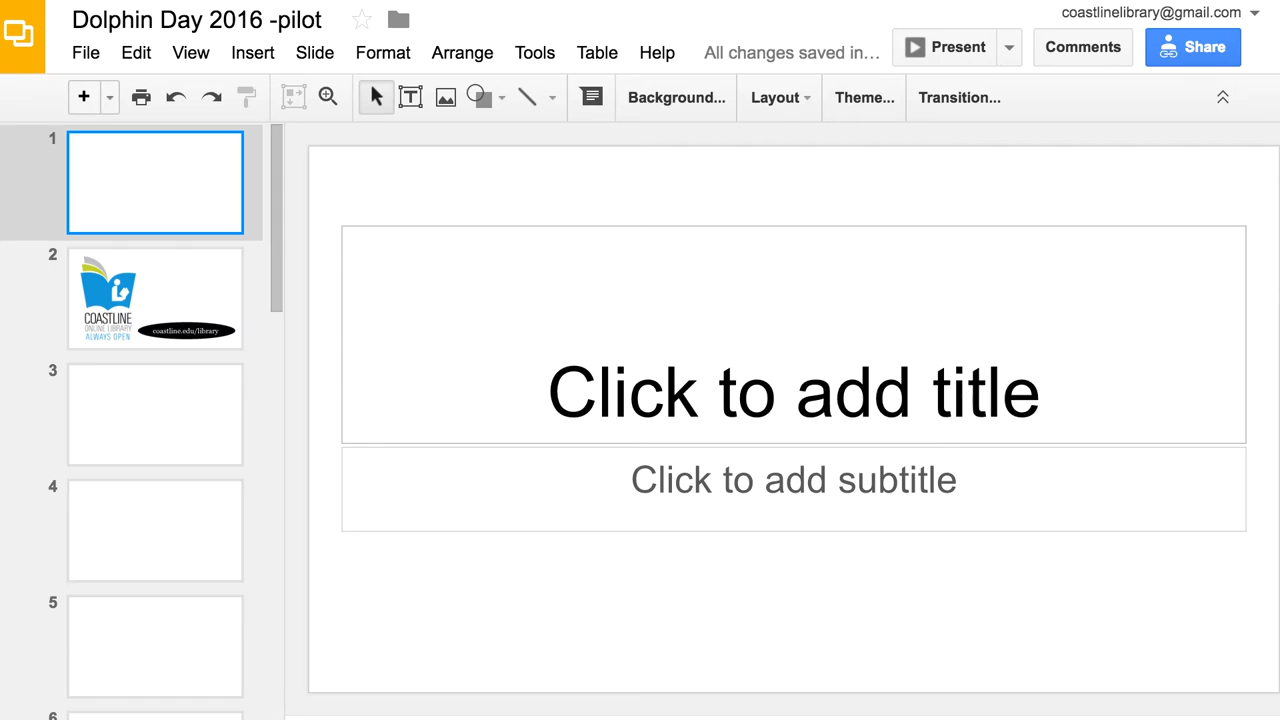 Dolphin Day 2016 -pilot
coastlinelibrary@gmail.com
File Edit View Insert Slide Format Arrange Tools Table Help All changes saved in...
Present Comments Share
Background... Layout Theme... Transition...
1
2
COASTLINE
ONLINE LIBRARY
ALWAYS OPEN
coastline.edu/library
3
4
5
6
Click to add title
Click to add subtitle